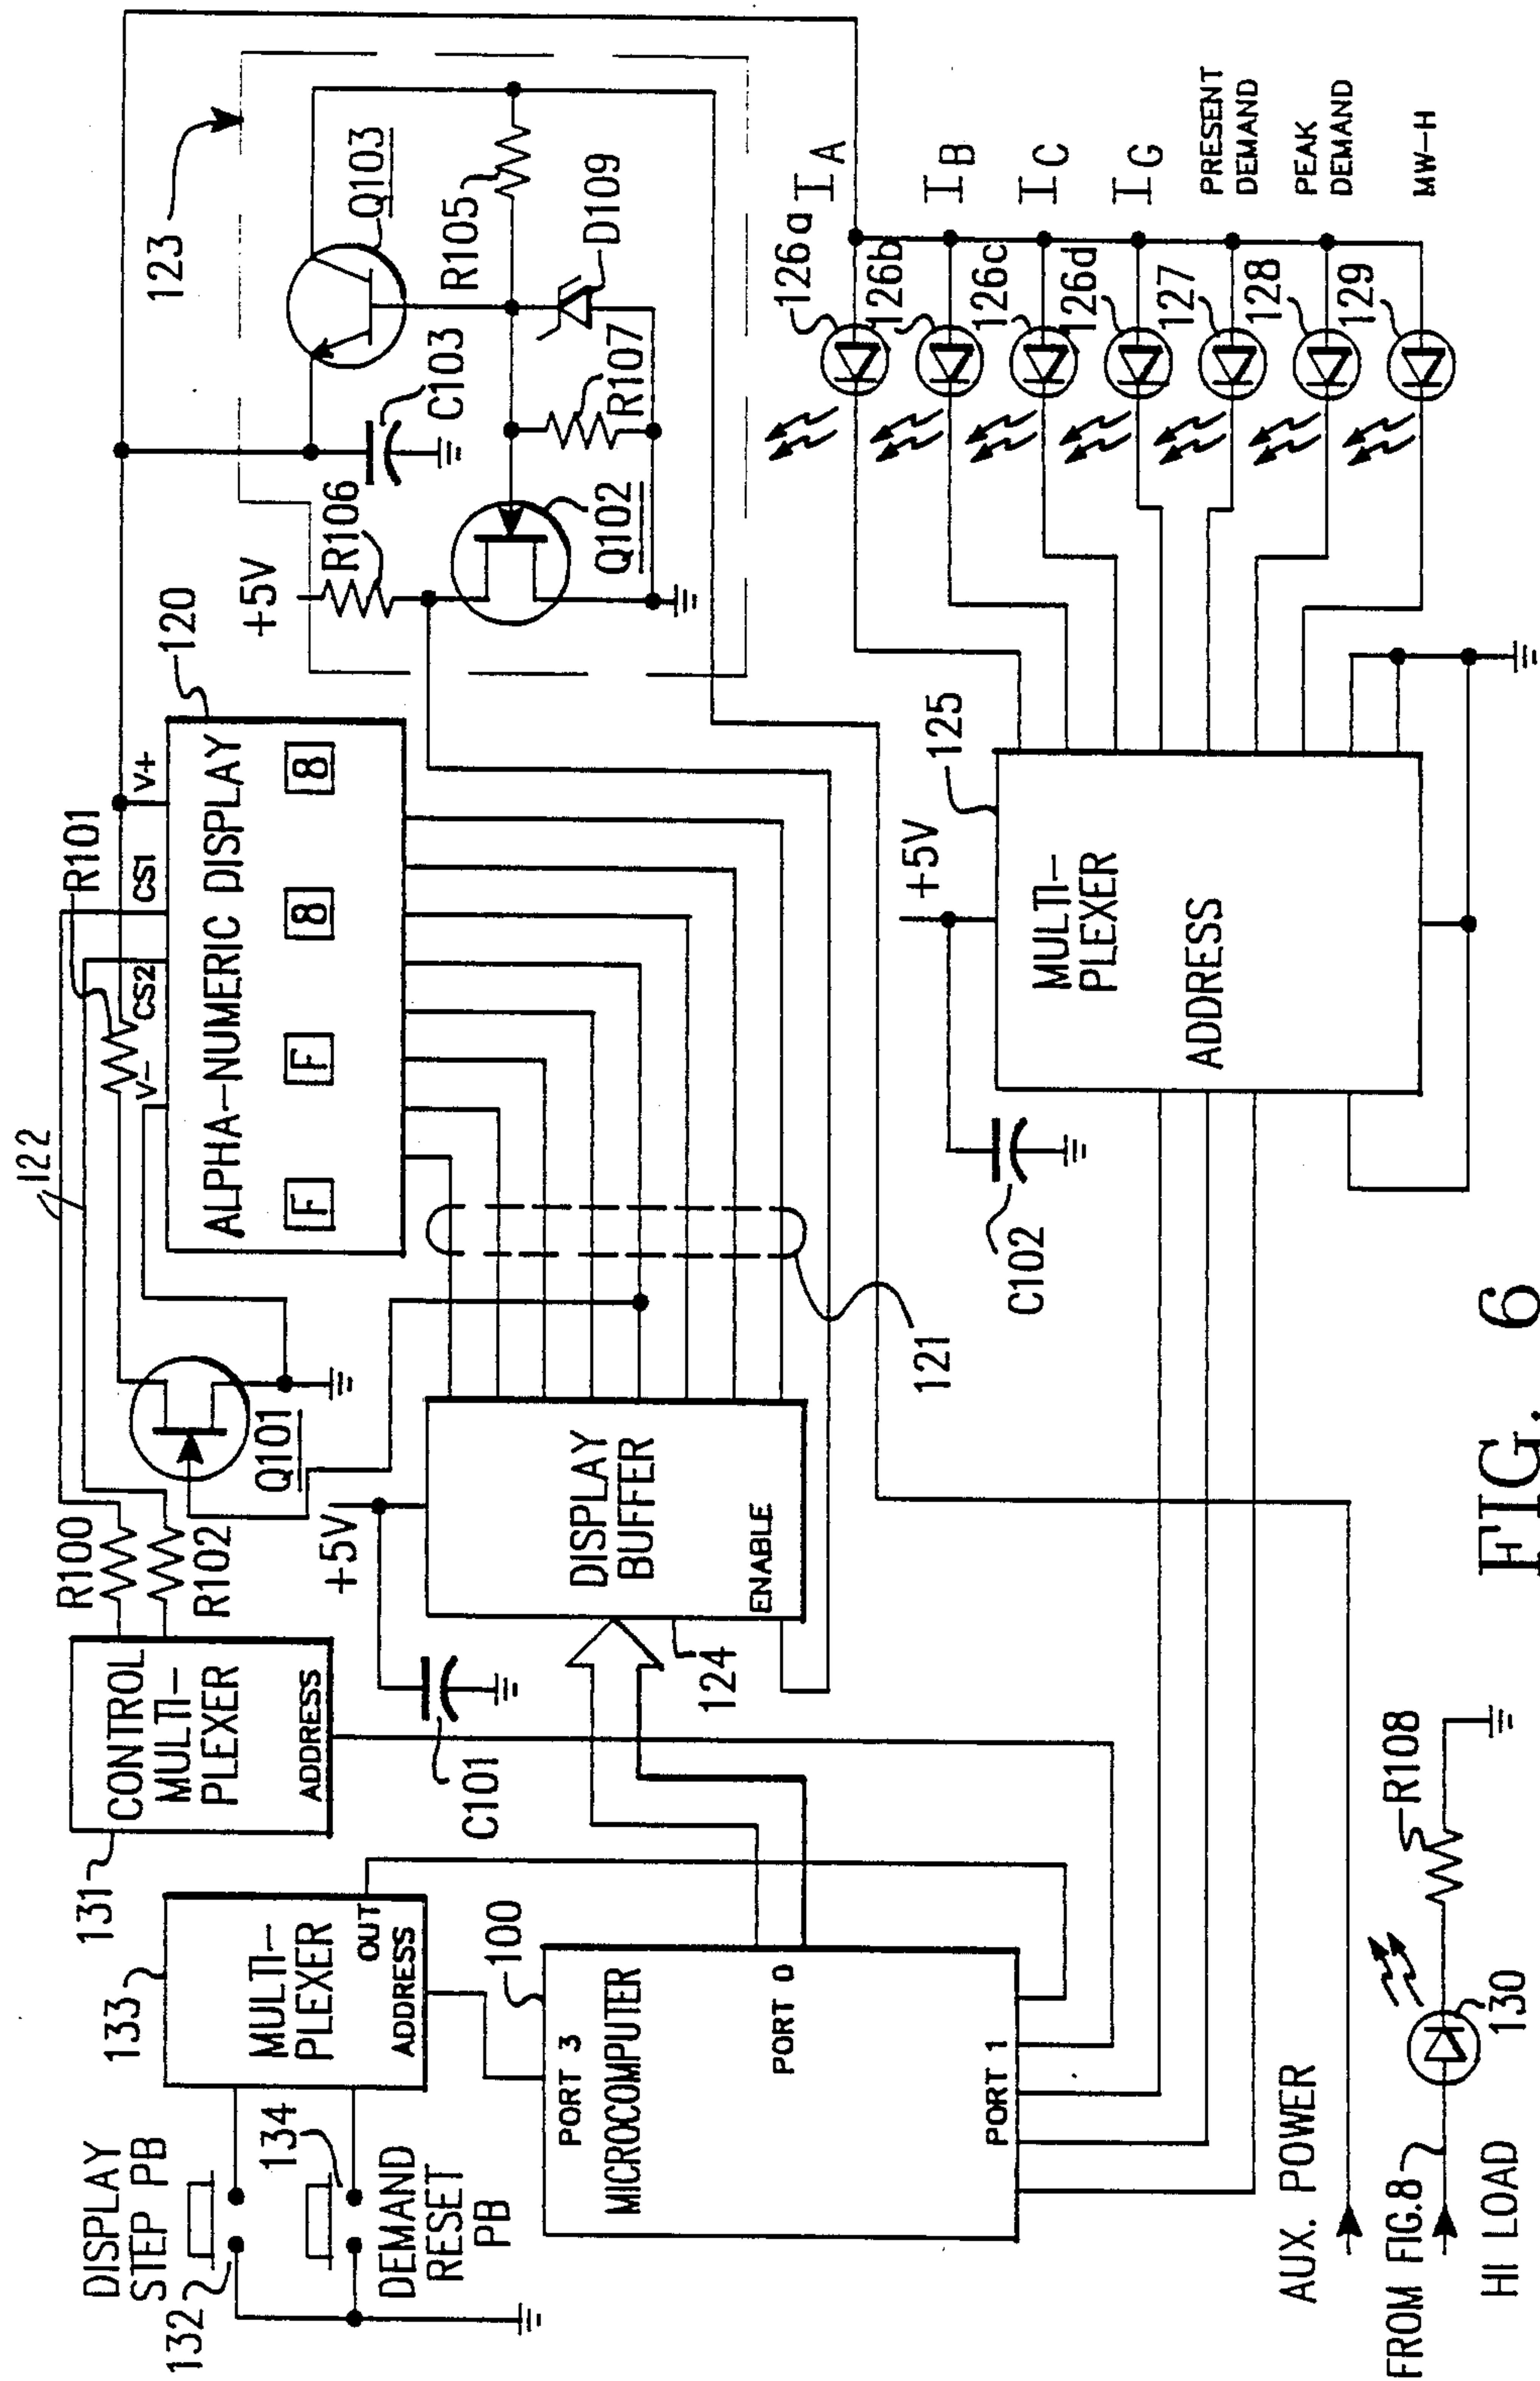 123
Q103
R105
D109
C103
R107
R106
+5V
Q102
120
R101
V+
CS1
CS2
V-
ALPHA-NUMERIC DISPLAY
F
F
8
8
122
R100
R102
Q101
121
+5V
DISPLAY
BUFFER
ENABLE
124
C101
CONTROL
MULTI-
PLEXER
ADDRESS
131
133
MULTI-
PLEXER
OUT
ADDRESS
DISPLAY
STEP PB
132
134
DEMAND
RESET
PB
100
PORT 3
MICROCOMPUTER
PORT 0
PORT 1
125
+5V
MULTI-
PLEXER
ADDRESS
C102
126a
IA
126b
IB
126c
IC
126d
IG
127
PRESENT
DEMAND
128
PEAK
DEMAND
129
MW-H
AUX. POWER
FROM FIG.8
HI LOAD
130
R108
FIG. 6